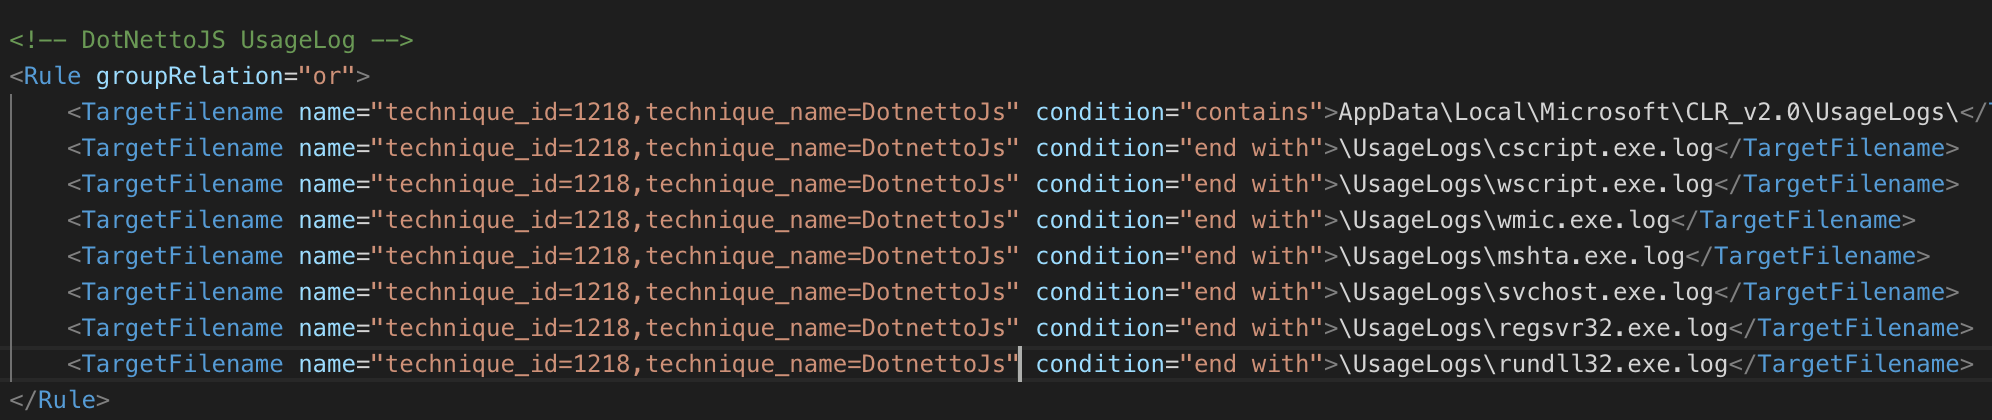 <!-- DotNettoJS UsageLog -->
<Rule groupRelation="or">
<TargetFilename name="technique_id=1218,technique_name=DotnettoJs" condition="contains">AppData\Local\Microsoft\CLR_v2.0\UsageLogs\</
<TargetFilename name="technique_id=1218,technique_name=DotnettoJs" condition="end with">\UsageLogs\cscript.exe.log</TargetFilename>
<TargetFilename name="technique_id=1218,technique_name=DotnettoJs" condition="end with">\UsageLogs\wscript.exe.log</TargetFilename>
<TargetFilename name="technique_id=1218,technique_name=DotnettoJs" condition="end with">\UsageLogs\wmic.exe.log</TargetFilename>
<TargetFilename name="technique_id=1218,technique_name=DotnettoJs" condition="end with">\UsageLogs\mshta.exe.log</TargetFilename>
<TargetFilename name="technique_id=1218,technique_name=DotnettoJs" condition="end with">\UsageLogs\svchost.exe.log</TargetFilename>
<TargetFilename name="technique_id=1218,technique_name=DotnettoJs" condition="end with">\UsageLogs\regsvr32.exe.log</TargetFilename>
<TargetFilename name="technique_id=1218,technique_name=DotnettoJs" condition="end with">\UsageLogs\rundll32.exe.log</TargetFilename>
</Rule>